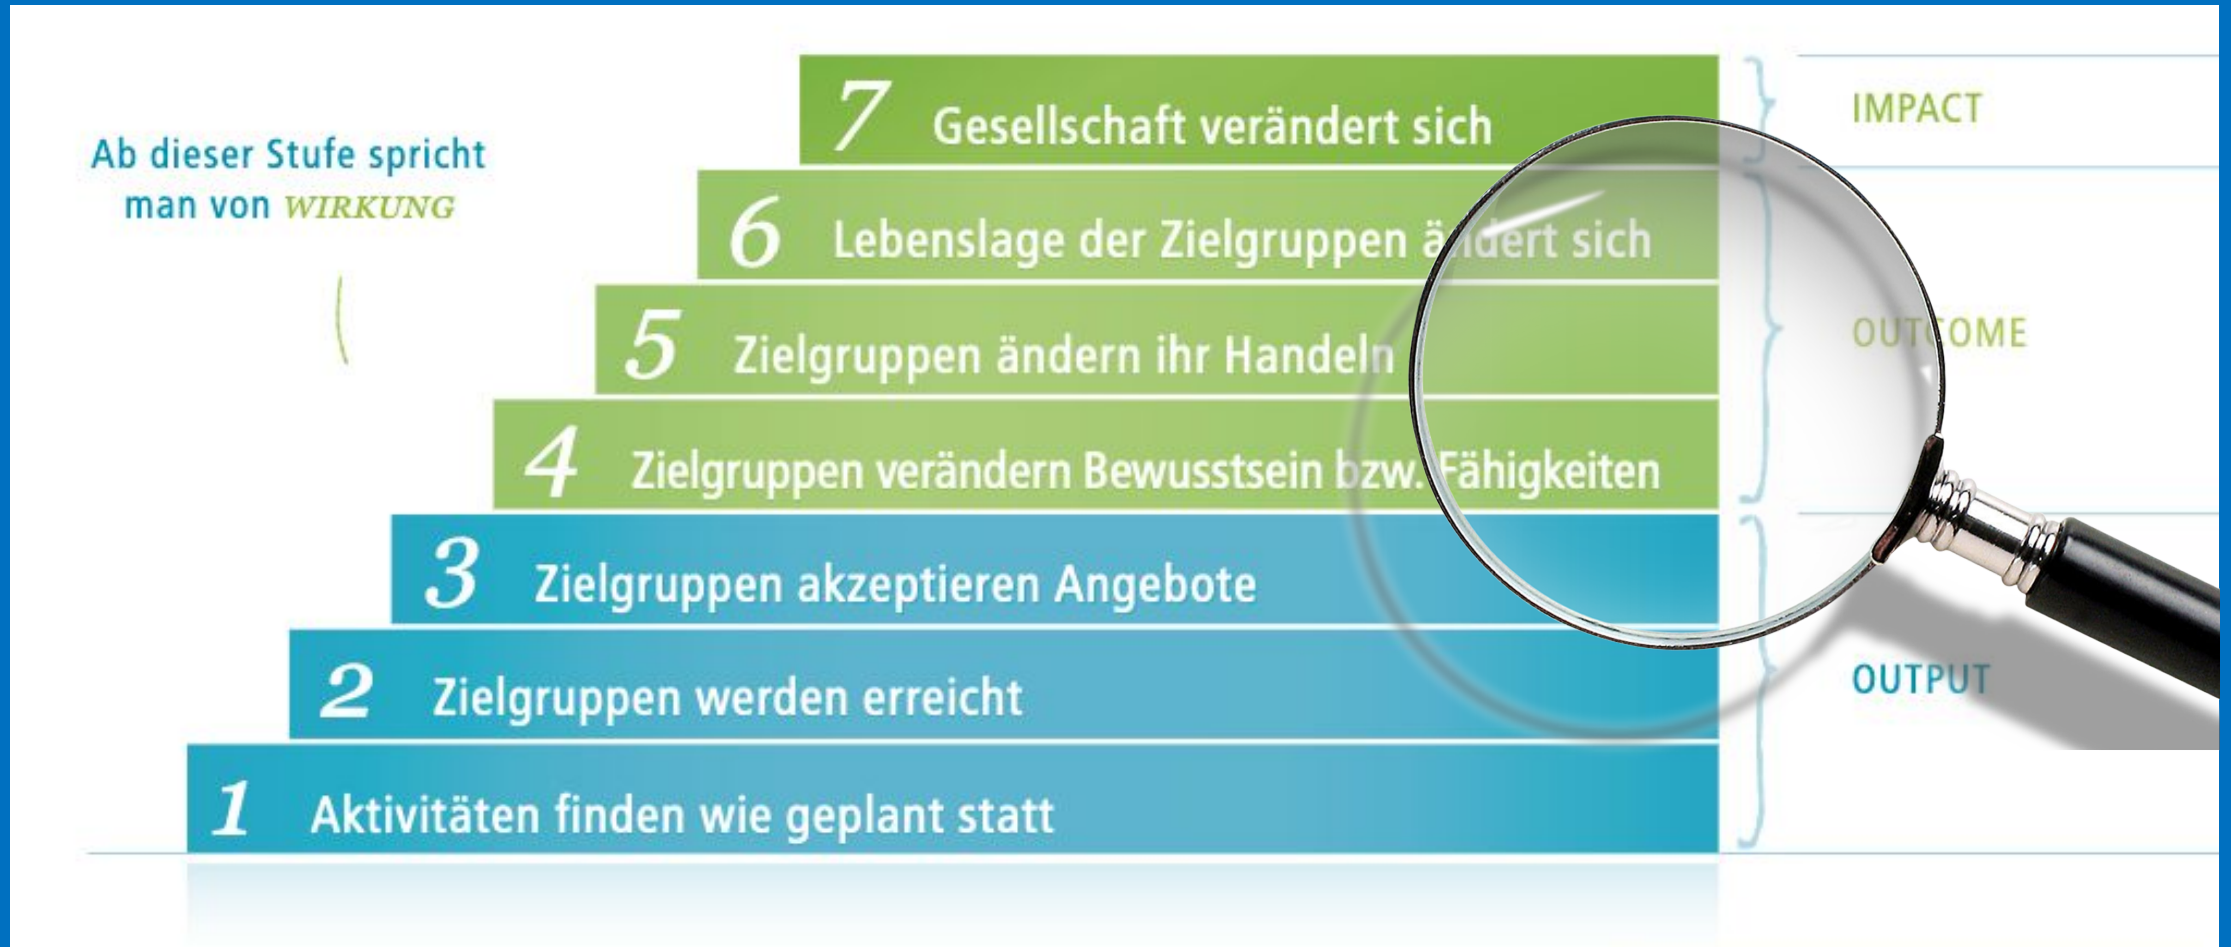 Ab dieser Stufe spricht
man von WIRKUNG
7 Gesellschaft verändert sich
IMPACT
6 Lebenslage der Zielgruppen ändert sich
5 Zielgruppen ändern ihr Handeln
OUTCOME
4 Zielgruppen verändern Bewusstsein bzw. Fähigkeiten
3 Zielgruppen akzeptieren Angebote
2 Zielgruppen werden erreicht
OUTPUT
1 Aktivitäten finden wie geplant statt